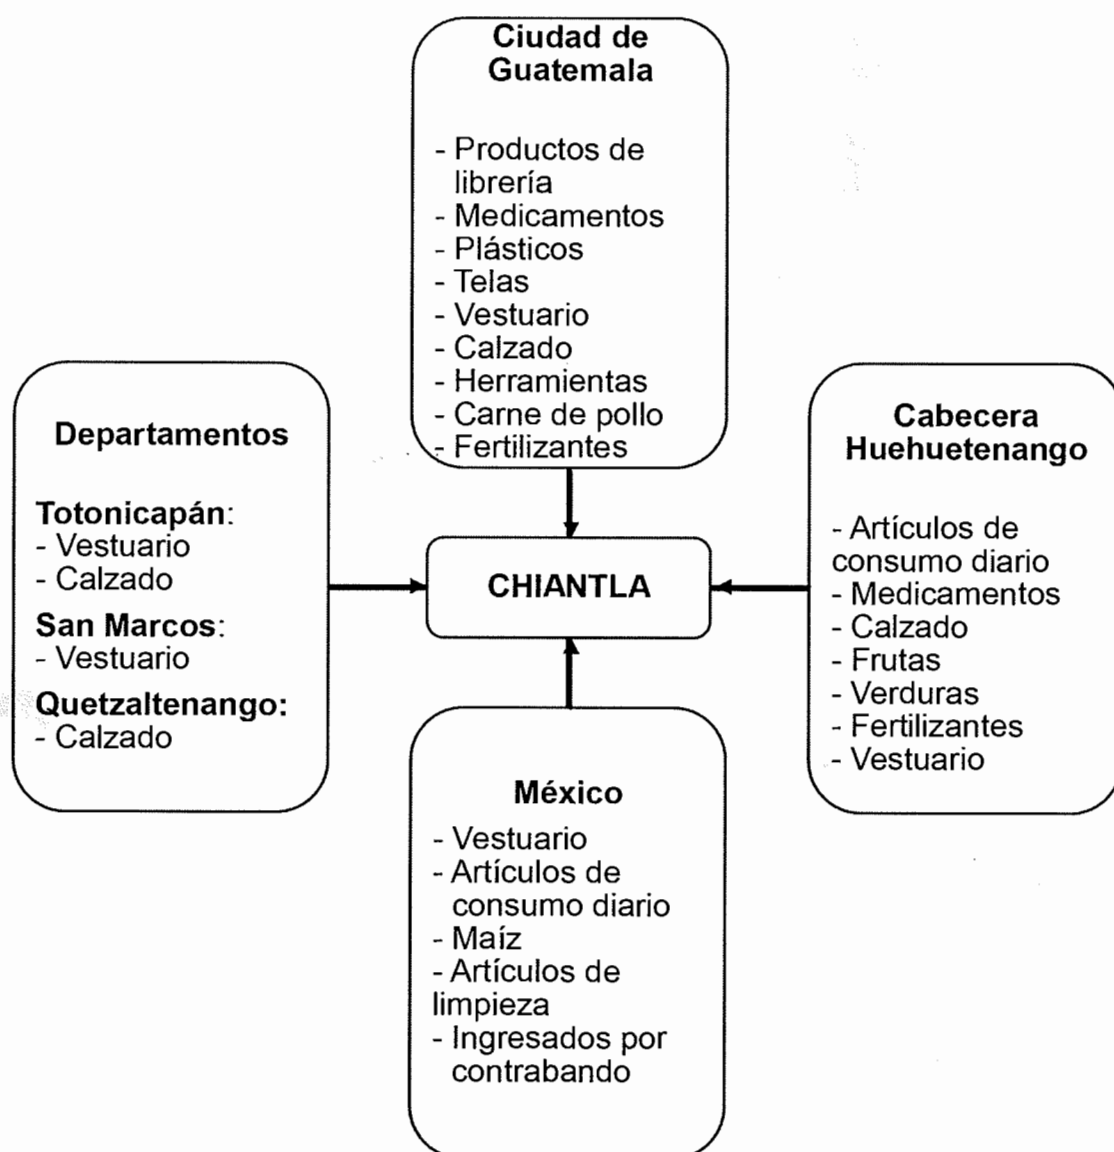 Ciudad de
Guatemala
- Productos de
librería
- Medicamentos
- Plásticos
- Telas
- Vestuario
- Calzado
- Herramientas
- Carne de pollo
- Fertilizantes
Departamentos
Totonicapán:
- Vestuario
- Calzado
San Marcos:
- Vestuario
Quetzaltenango:
- Calzado
CHIANTLA
Cabecera
Huehuetenango
- Artículos de
consumo diario
- Medicamentos
- Calzado
- Frutas
- Verduras
- Fertilizantes
- Vestuario
México
- Vestuario
- Artículos de
consumo diario
- Maíz
- Artículos de
limpieza
- Ingresados por
contrabando